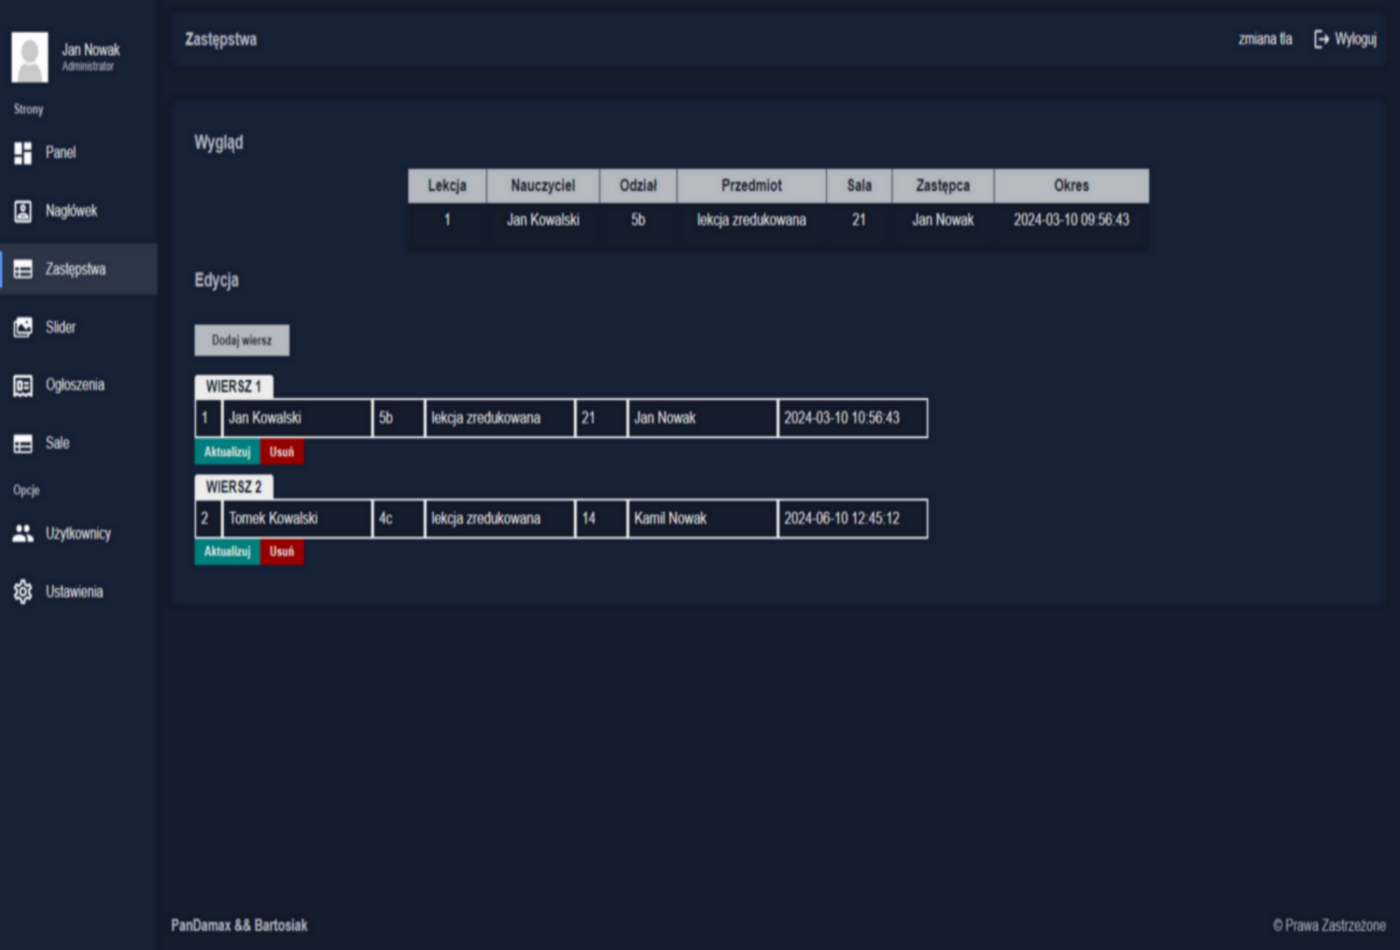 Jan Nowak
Administrator
Strony
Panel
Nagłówek
Zastępstwa
Slider
Ogłoszenia
Sale
Opcje
Użytkownicy
Ustawienia
Zastępstwa
zmiana tła
Wyloguj
Wygląd
Lekcja Nauczyciel Odział Przedmiot Sala Zastępca Okres
1 Jan Kowalski 5b lekcja zredukowana 21 Jan Nowak 2024-03-10 09:56:43
Edycja
Dodaj wiersz
WIERSZ 1
1 Jan Kowalski 5b lekcja zredukowana 21 Jan Nowak 2024-03-10 10:56:43
Aktualizuj Usuń
WIERSZ 2
2 Tomek Kowalski 4c lekcja zredukowana 14 Kamil Nowak 2024-06-10 12:45:12
Aktualizuj Usuń
PanDamax && Bartosiak
© Prawa Zastrzeżone